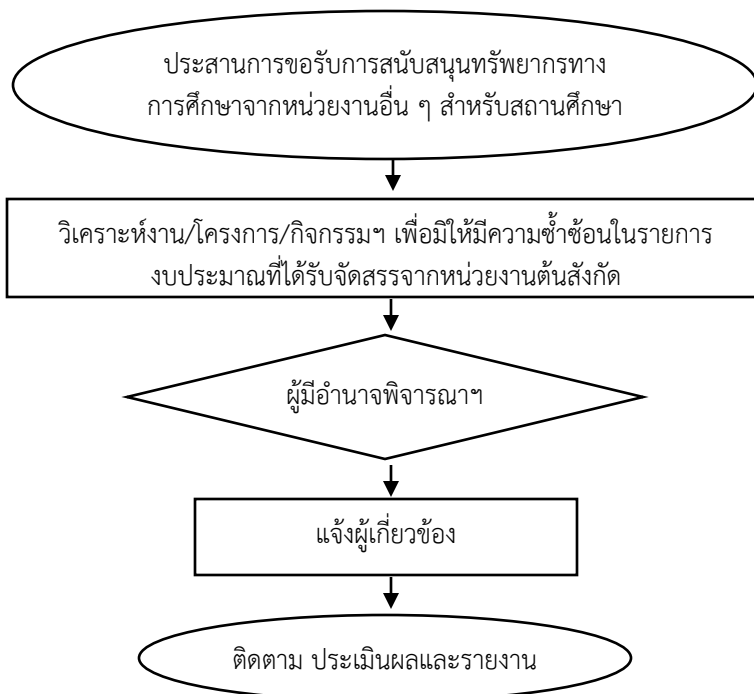 ประสานการขอรับการสนับสนุนทรัพยากรทาง
การศึกษาจากหน่วยงานอื่น ๆ สำหรับสถานศึกษา
วิเคราะห์งาน/โครงการ/กิจกรรมฯ เพื่อมิให้มีความซ้ำซ้อนในรายการ
งบประมาณที่ได้รับจัดสรรจากหน่วยงานต้นสังกัด
ผู้มีอำนาจพิจารณาฯ
แจ้งผู้เกี่ยวข้อง
ติดตาม ประเมินผลและรายงาน